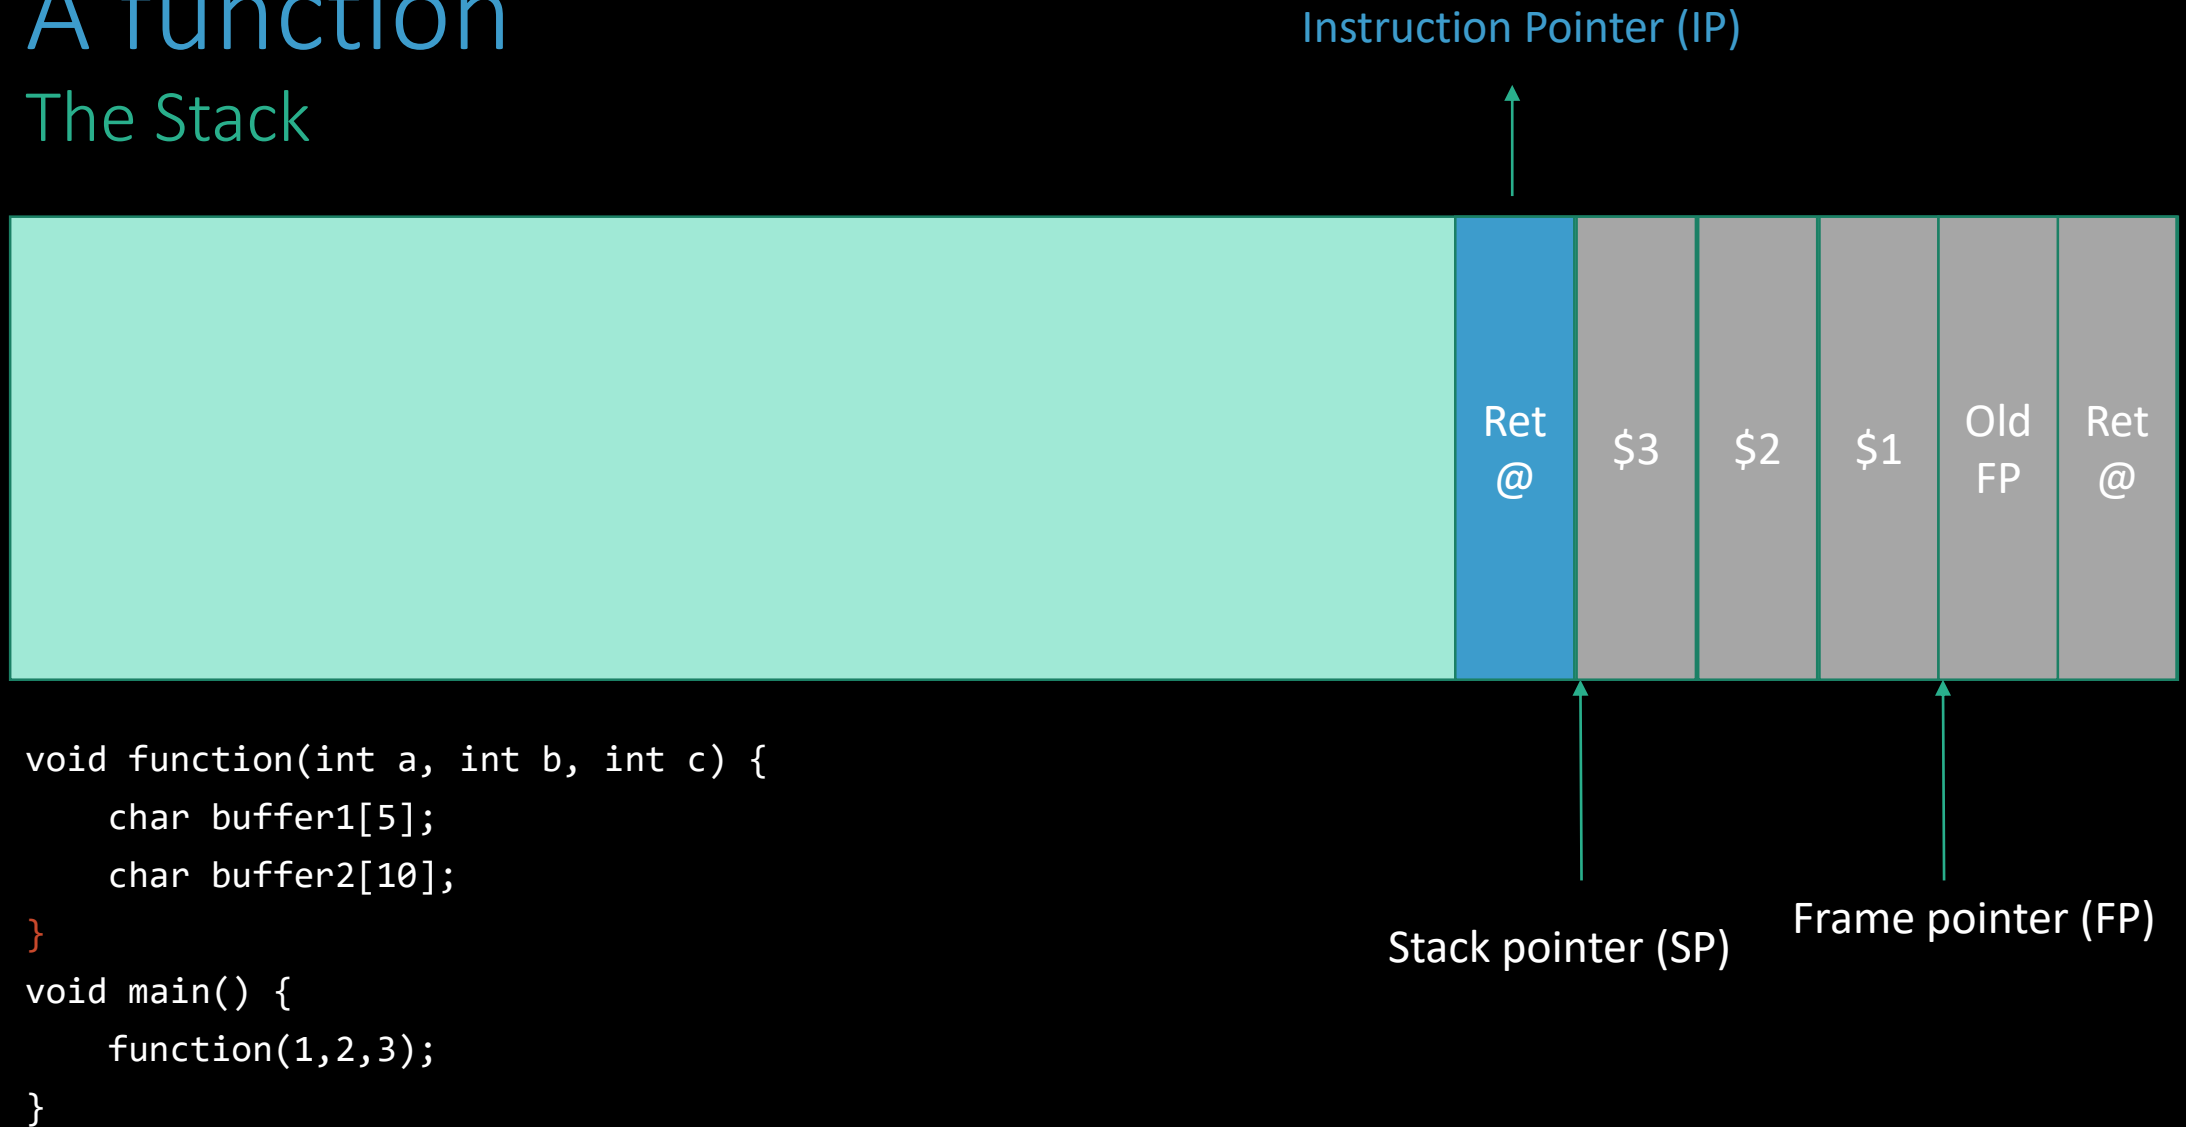 A function
The Stack
Instruction Pointer (IP)
Ret
@
$3
$2
$1
Old
FP
Ret
@
void function(int a, int b, int c) {
    char buffer1[5];
    char buffer2[10];
}
void main() {
    function(1,2,3);
}
Stack pointer (SP)
Frame pointer (FP)